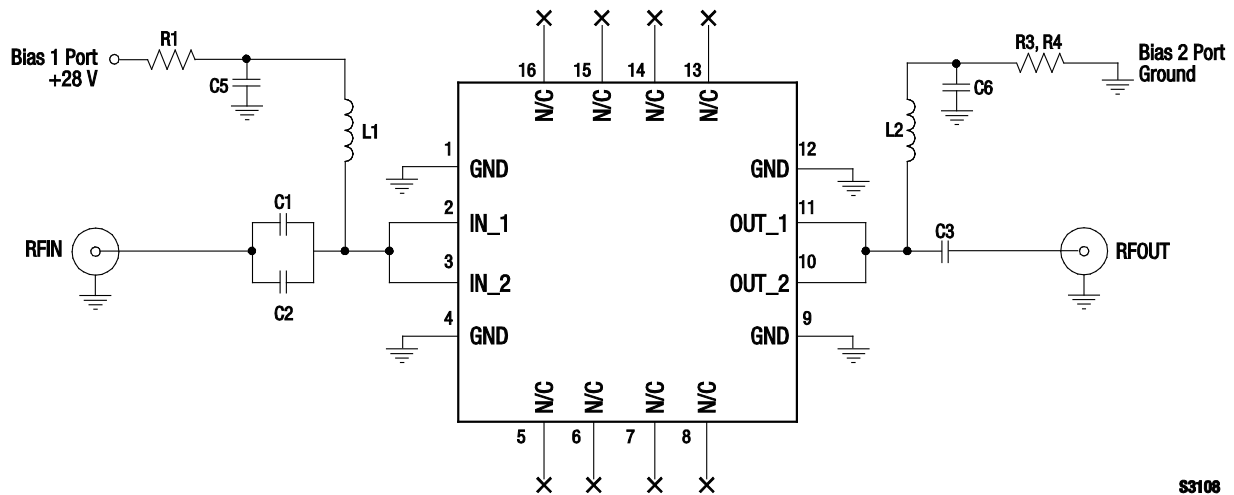 R1
Bias 1 Port
+28 V
C5
L1
16
15
14
13
N/C
N/C
N/C
N/C
R3, R4
Bias 2 Port
Ground
C6
L2
1
GND
12
GND
2
IN_1
11
OUT_1
C1
C2
RFIN
3
IN_2
10
OUT_2
C3
RFOUT
4
GND
9
GND
N/C
N/C
N/C
N/C
5
6
7
8
S3108